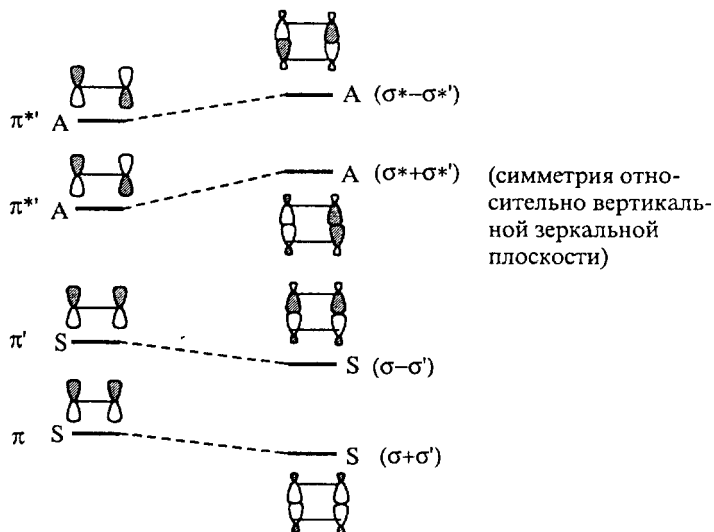 π*' A
A (σ*−σ*')
π*' A
A (σ*+σ*')
(симметрия отно-
сительно вертикаль-
ной зеркальной
плоскости)
π' S
S (σ−σ')
π S
S (σ+σ')